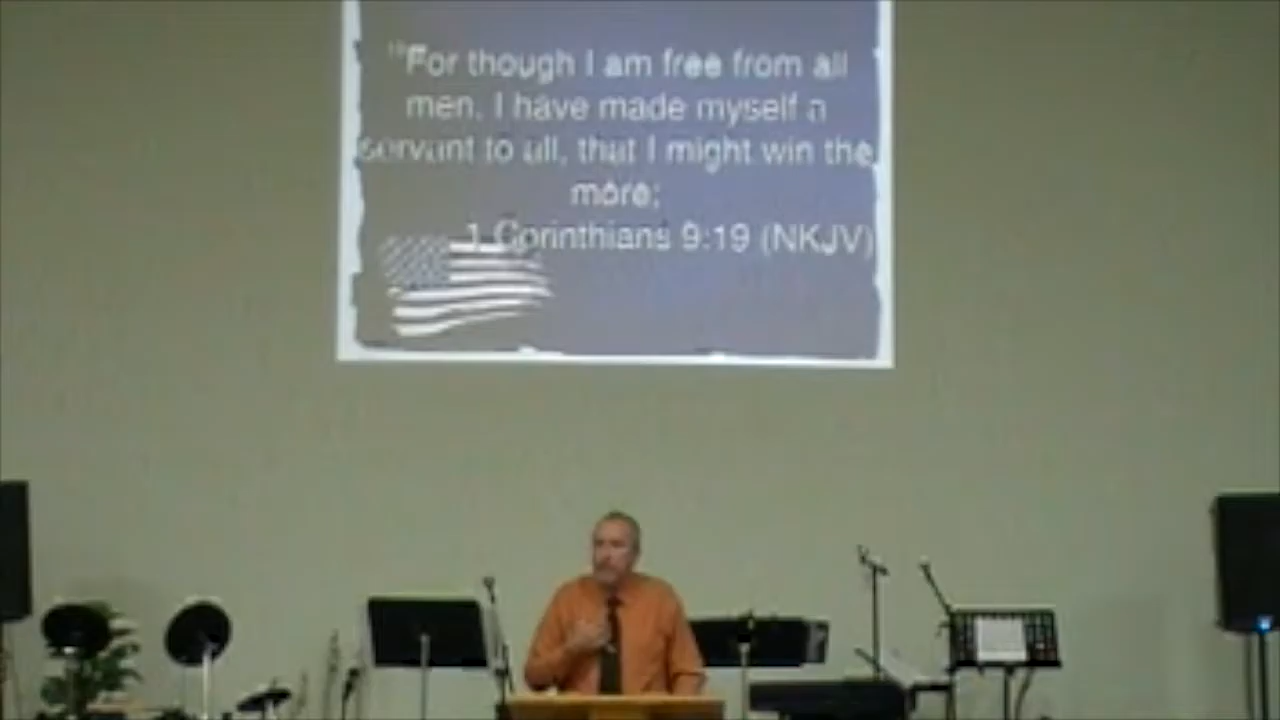 19For though I am free from all
men, I have made myself a
servant to all, that I might win the
more;
1 Corinthians 9:19 (NKJV)